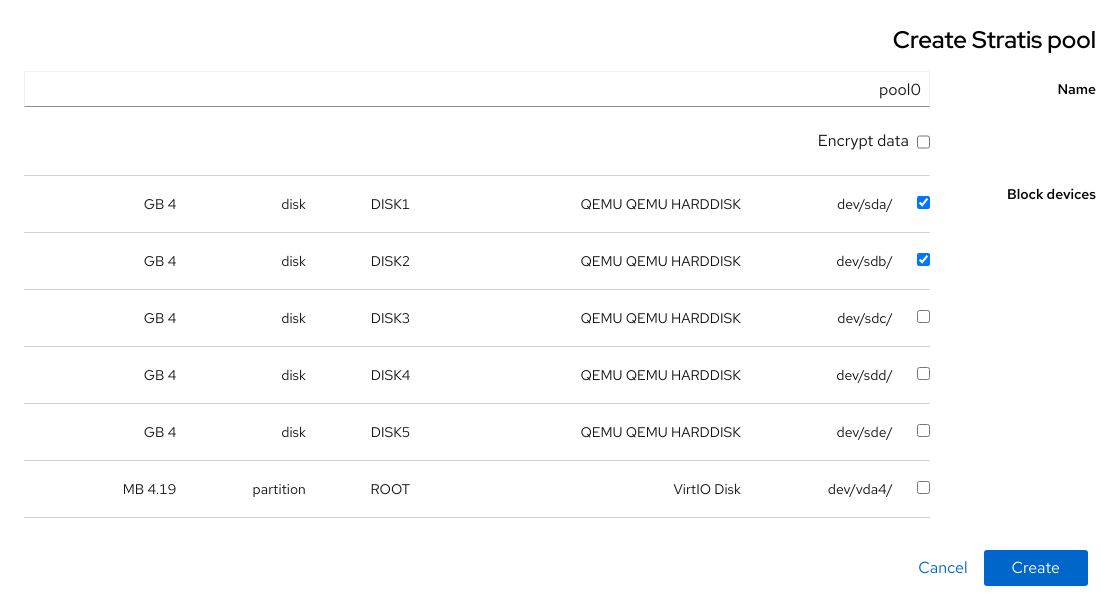 Create Stratis pool
Name pool0
Encrypt data
Block devices
dev/sda/ QEMU QEMU HARDDISK DISK1 disk GB 4
dev/sdb/ QEMU QEMU HARDDISK DISK2 disk GB 4
dev/sdc/ QEMU QEMU HARDDISK DISK3 disk GB 4
dev/sdd/ QEMU QEMU HARDDISK DISK4 disk GB 4
dev/sde/ QEMU QEMU HARDDISK DISK5 disk GB 4
dev/vda4/ VirtIO Disk ROOT partition MB 4.19
Create Cancel